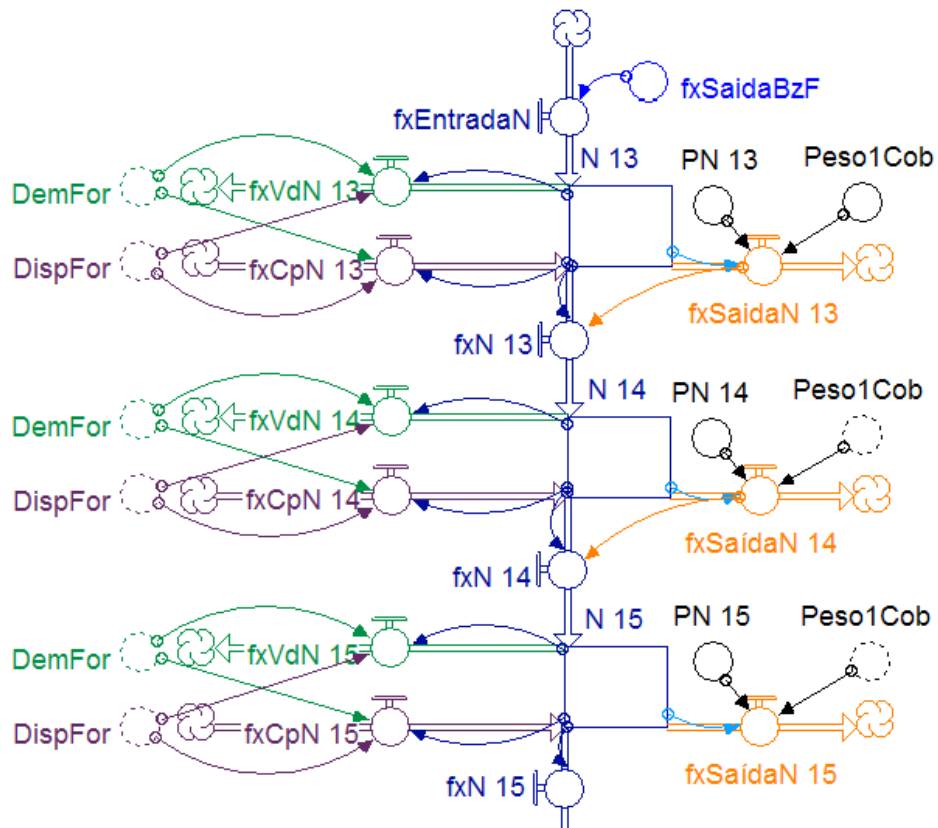 fxSaidaBzF
fxEntradaN
N 13
PN 13
Peso1Cob
DemFor
fxVdN 13
DispFor
fxCpN 13
fxSaidaN 13
fxN 13
N 14
PN 14
Peso1Cob
DemFor
fxVdN 14
DispFor
fxCpN 14
fxSaídaN 14
fxN 14
N 15
PN 15
Peso1Cob
DemFor
fxVdN 15
DispFor
fxCpN 15
fxSaídaN 15
fxN 15